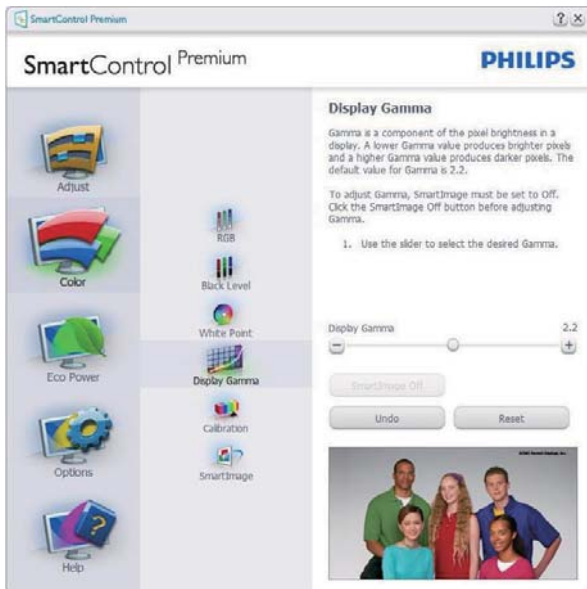 SmartControl Premium
SmartControl Premium
PHILIPS
Adjust
Color
Eco Power
Options
Help
RGB
Black Level
White Point
Display Gamma
Calibration
SmartImage
Display Gamma
Gamma is a component of the pixel brightness in a
display. A lower Gamma value produces brighter pixels
and a higher Gamma value produces darker pixels. The
default value for Gamma is 2.2.
To adjust Gamma, SmartImage must be set to Off.
Click the SmartImage Off button before adjusting
Gamma.
1. Use the slider to select the desired Gamma.
Display Gamma 2.2
SmartImage Off
Undo Reset